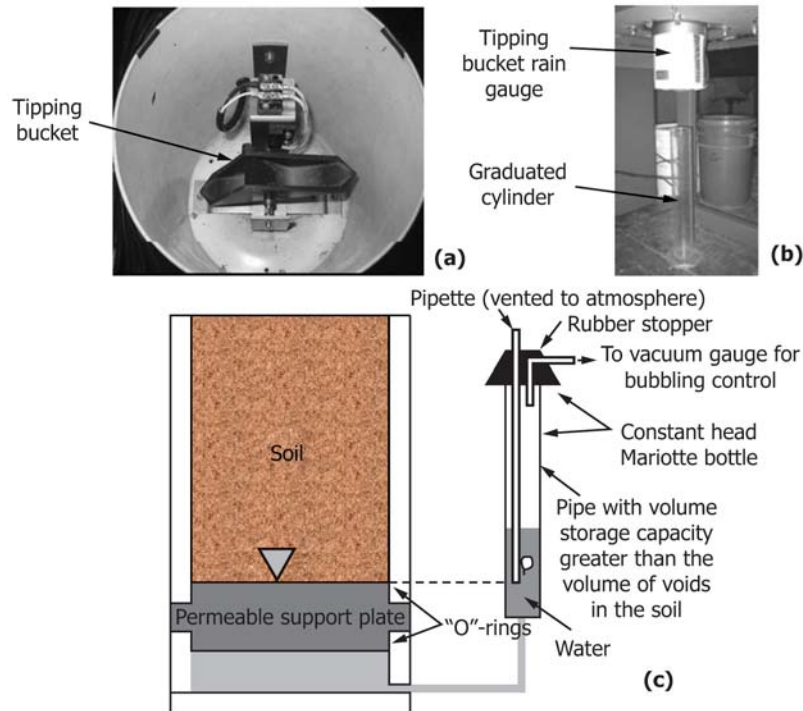 Tipping
bucket
(a)
Tipping
bucket rain
gauge
Graduated
cylinder
(b)
Pipette (vented to atmosphere)
Rubber stopper
To vacuum gauge for
bubbling control
Constant head
Mariotte bottle
Soil
Pipe with volume
storage capacity
greater than the
volume of voids
in the soil
Permeable support plate
“O”-rings
Water
(c)